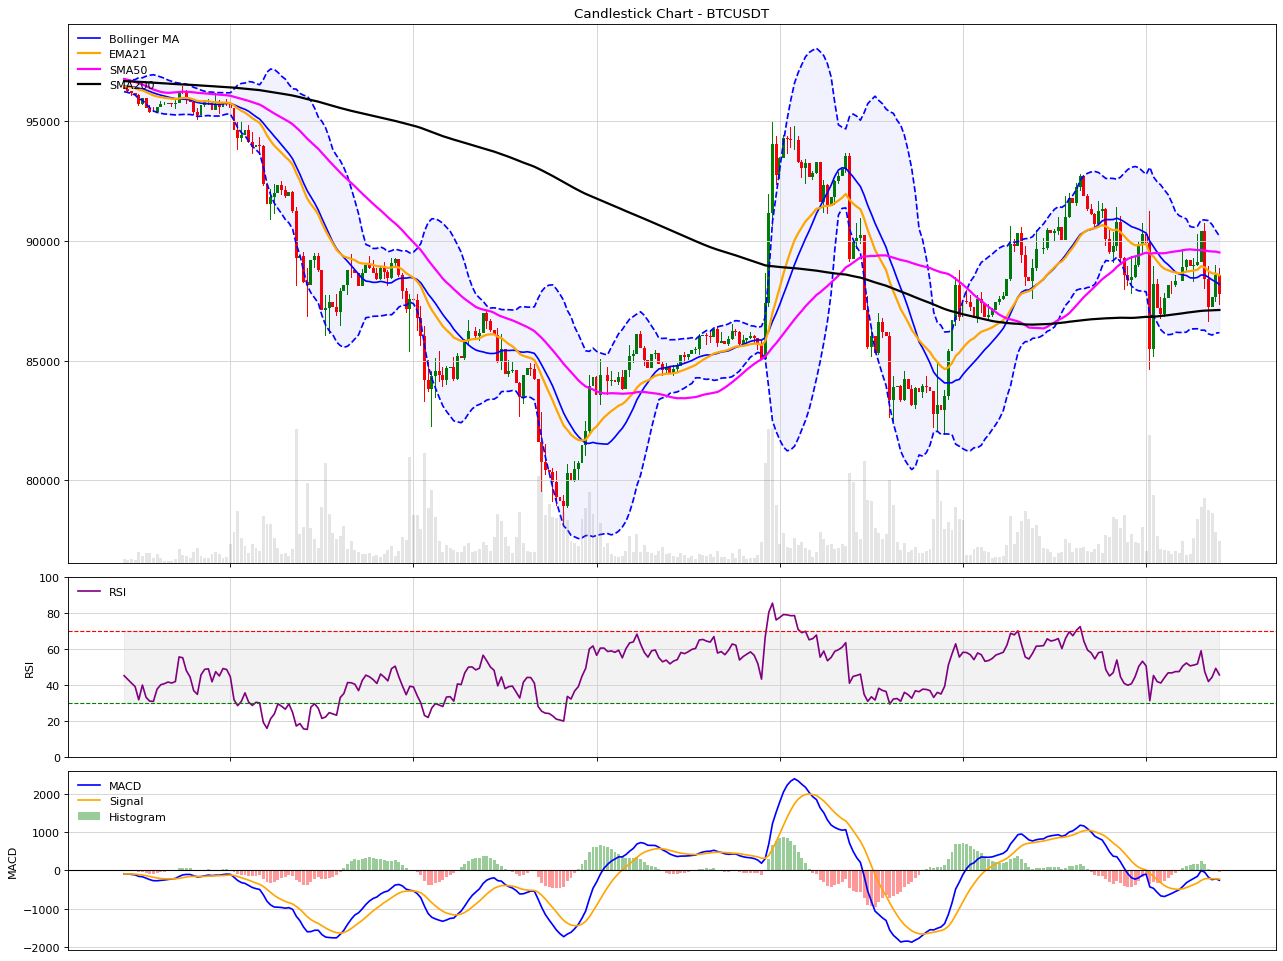 Candlestick Chart - BTCUSDT
Bollinger MA
EMA21
SMA50
SMA200
95000
90000
85000
80000
RSI
100
80
60
40
20
0
RSI
MACD
Signal
Histogram
2000
1000
0
−1000
−2000
MACD